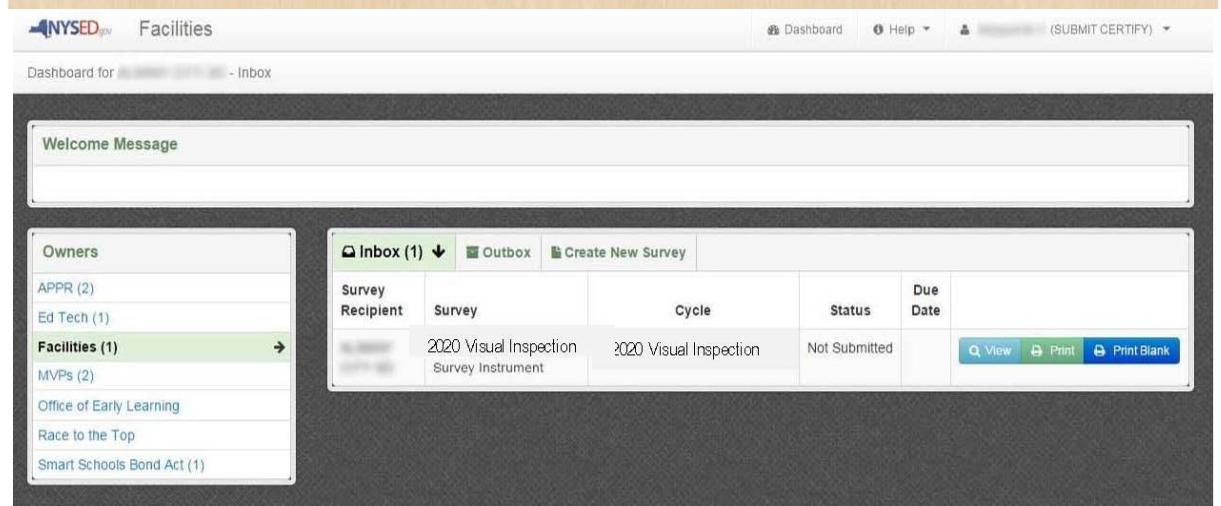 NYSED.gov Facilities Dashboard Help (SUBMIT CERTIFY)
Dashboard for - Inbox
Welcome Message
Owners
APPR (2)
Ed Tech (1)
Facilities (1)
MVPs (2)
Office of Early Learning
Race to the Top
Smart Schools Bond Act (1)
Inbox (1) Outbox Create New Survey
Survey Recipient Survey Cycle Status Due Date
2020 Visual Inspection Survey Instrument 2020 Visual Inspection Not Submitted View Print Print Blank